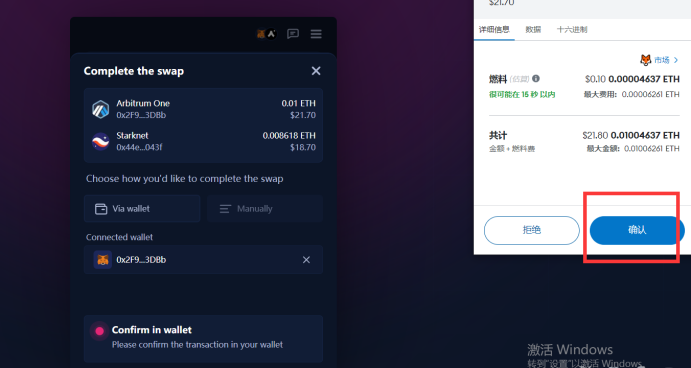 Complete the swap
Arbitrum One 0.01 ETH
0x2F9...3DBb $21.70
Starknet 0.008618 ETH
0x44e...043f $18.70
Choose how you'd like to complete the swap
Via wallet Manually
Connected wallet
0x2F9...3DBb
Confirm in wallet
Please confirm the transaction in your wallet
$21.70
详细信息 数据 十六进制
市场 >
燃料 $0.10 0.00004637 ETH
很可能在 15 秒以内 最大费用: 0.00006261 ETH
共计 $21.80 0.01004637 ETH
金额 + 燃料费 最大金额: 0.01006261 ETH
拒绝 确认
激活 Windows
转到"设置"以激活 Windows